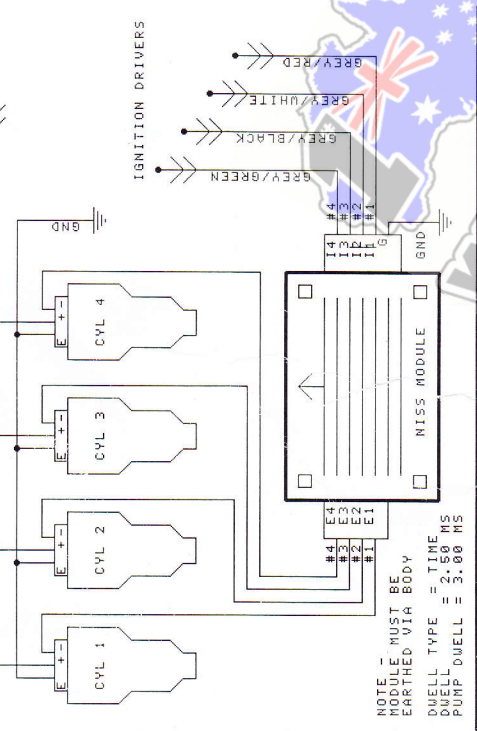 IGNITION DRIVERS
GREY/RED
GREY/WHITE
GREY/BLACK
GREY/GREEN
GND
#4
#3
#2
#1
I4
I3
I2
I1
G
GND
E + -
CYL 4
E + -
CYL 3
E + -
CYL 2
E + -
CYL 1
NISS MODULE
E4
E3
E2
E1
#4
#3
#2
#1
NOTE -
MODULE MUST BE
EARTHED VIA BODY
DWELL TYPE = TIME
DWELL = 2.50 MS
PUMP DWELL = 3.00 MS